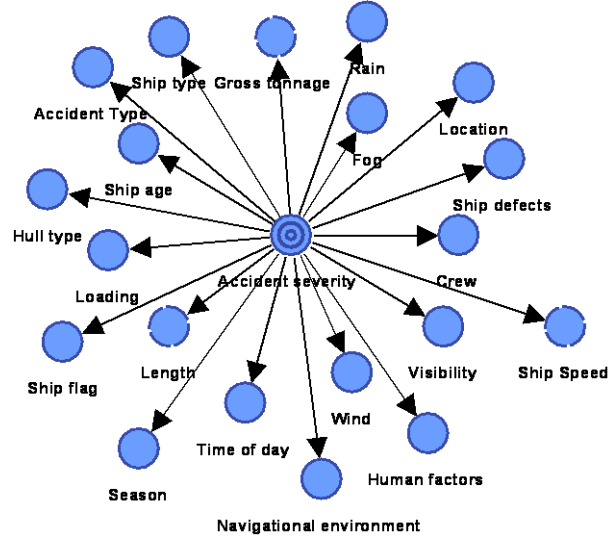 Rain
Ship type
Gross tonnage
Accident Type
Location
Fog
Ship age
Ship defects
Hull type
Accident severity
Crew
Loading
Length
Visibility
Ship Speed
Ship flag
Wind
Time of day
Human factors
Season
Navigational environment